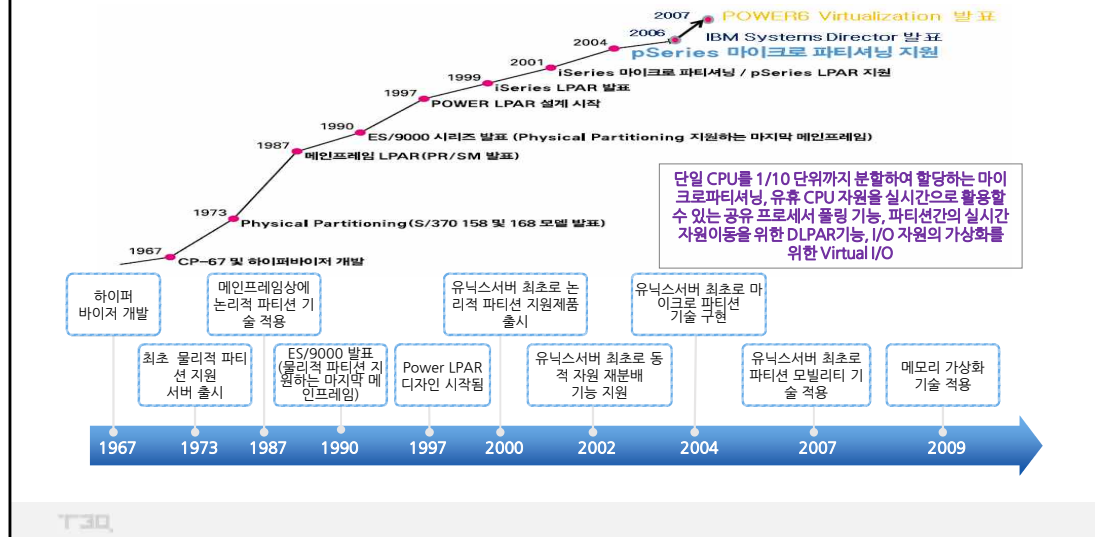 2007 POWER6 Virtualization 발표
2006 IBM Systems Director 발표
2004 pSeries 마이크로 파티셔닝 지원
2001 iSeries 마이크로 파티셔닝 / pSeries LPAR 지원
1999 iSeries LPAR 발표
1997 POWER LPAR 설계 시작
1990 ES/9000 시리즈 발표 (Physical Partitioning 지원하는 마지막 메인프레임)
1987 메인프레임 LPAR(PR/SM 발표)
1973 Physical Partitioning(S/370 158 및 168 모델 발표)
1967 CP-67 및 하이퍼바이저 개발
단일 CPU를 1/10 단위까지 분할하여 할당하는 마이
크로파티셔닝, 유휴 CPU 자원을 실시간으로 활용할
수 있는 공유 프로세서 풀링 기능, 파티션간의 실시간
자원이동을 위한 DLPAR기능, I/O 자원의 가상화를
위한 Virtual I/O
하이퍼
바이저 개발
메인프레임상에
논리적 파티션 기
술 적용
유닉스서버 최초로 논
리적 파티션 지원제품
출시
유닉스서버 최초로 마
이크로 파티션
기술 구현
최초 물리적 파티
션 지원
서버 출시
ES/9000 발표
(물리적 파티션 지
원하는 마지막 메
인프레임)
Power LPAR
디자인 시작됨
유닉스서버 최초로 동
적 자원 재분배
기능 지원
유닉스서버 최초로
파티션 모빌리티 기
술 적용
메모리 가상화
기술 적용
1967 1973 1987 1990 1997 2000 2002 2004 2007 2009
T3Q